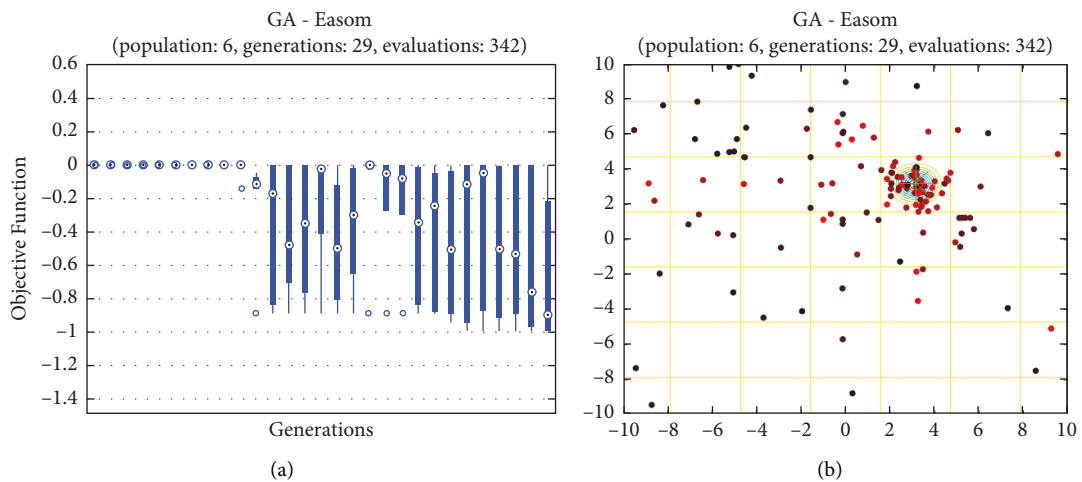 GA - Easom
(population: 6, generations: 29, evaluations: 342)
0.6
0.4
0.2
0
−0.2
−0.4
−0.6
−0.8
−1
−1.2
−1.4
Objective Function
Generations
(a)
GA - Easom
(population: 6, generations: 29, evaluations: 342)
10
8
6
4
2
0
−2
−4
−6
−8
−10
−10 −8 −6 −4 −2 0 2 4 6 8 10
(b)